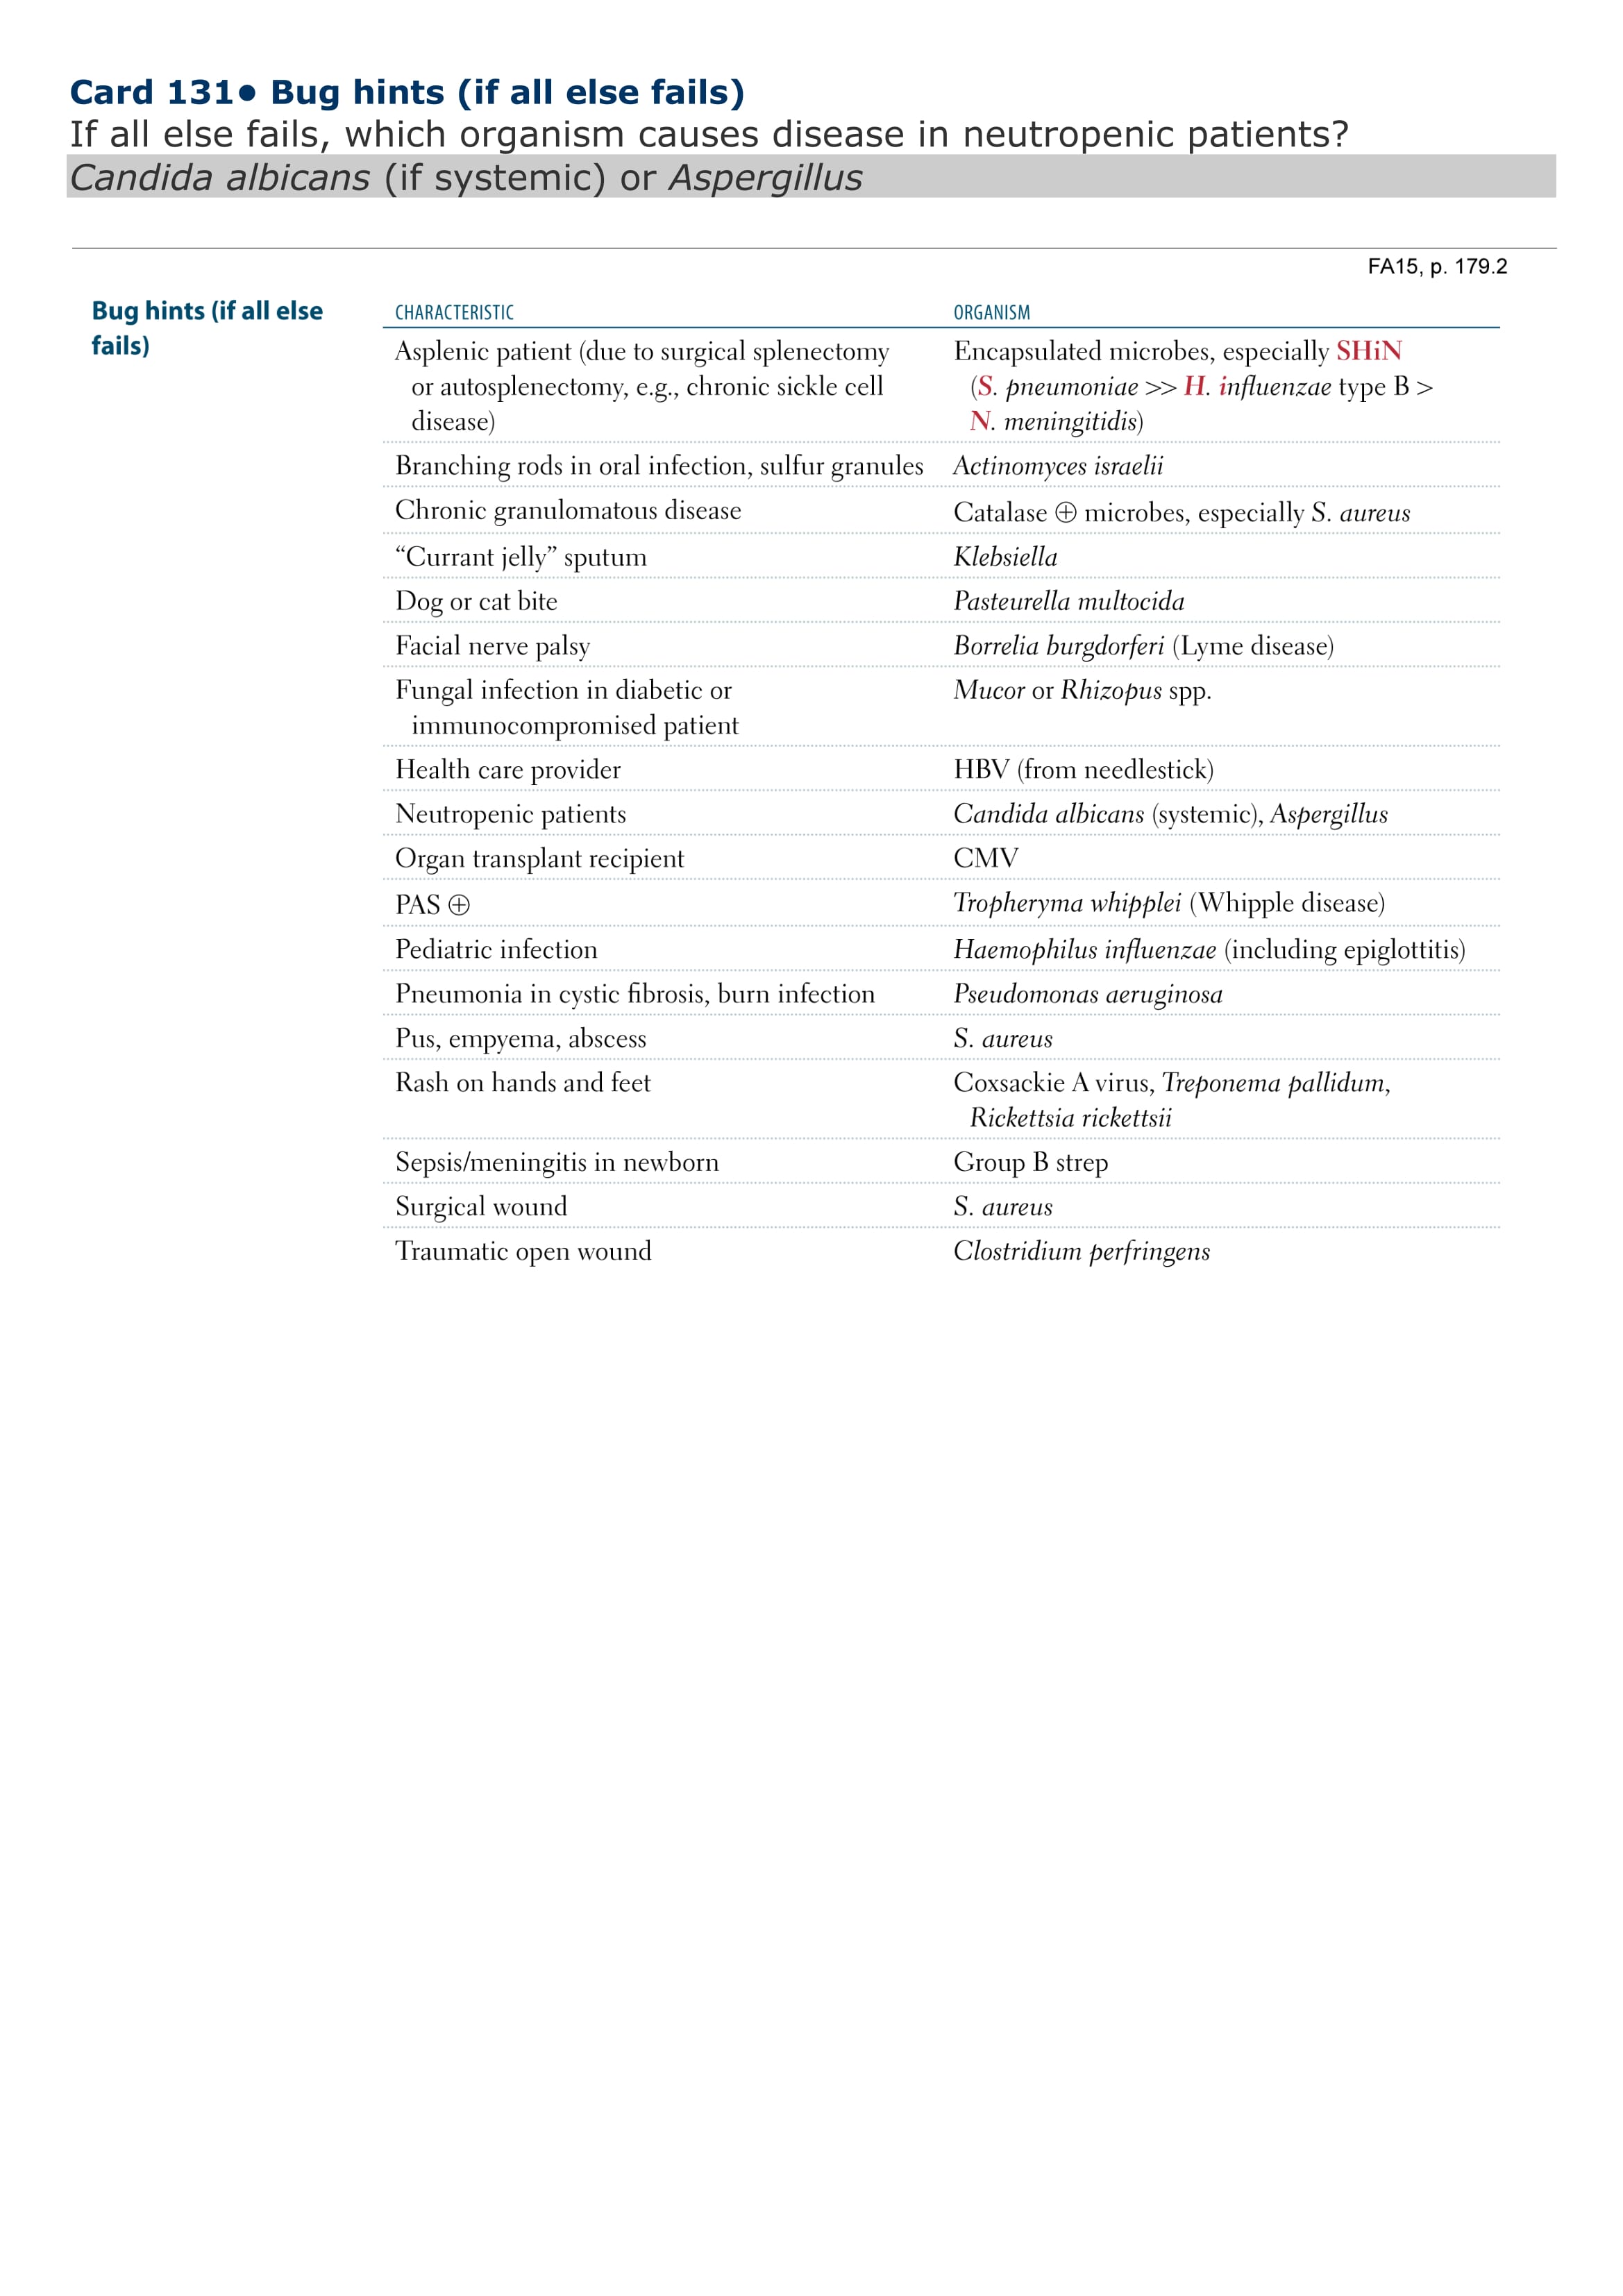 Card 131• Bug hints (if all else fails)
If all else fails, which organism causes disease in neutropenic patients?
Candida albicans (if systemic) or Aspergillus
FA15, p. 179.2
Bug hints (if all else
fails)
CHARACTERISTIC ORGANISM
Asplenic patient (due to surgical splenectomy Encapsulated microbes, especially SHiN
or autosplenectomy, e.g., chronic sickle cell (S. pneumoniae >> H. influenzae type B >
disease) N. meningitidis)
Branching rods in oral infection, sulfur granules Actinomyces israelii
Chronic granulomatous disease Catalase ⊕ microbes, especially S. aureus
“Currant jelly” sputum Klebsiella
Dog or cat bite Pasteurella multocida
Facial nerve palsy Borrelia burgdorferi (Lyme disease)
Fungal infection in diabetic or Mucor or Rhizopus spp.
immunocompromised patient
Health care provider HBV (from needlestick)
Neutropenic patients Candida albicans (systemic), Aspergillus
Organ transplant recipient CMV
PAS ⊕ Tropheryma whipplei (Whipple disease)
Pediatric infection Haemophilus influenzae (including epiglottitis)
Pneumonia in cystic fibrosis, burn infection Pseudomonas aeruginosa
Pus, empyema, abscess S. aureus
Rash on hands and feet Coxsackie A virus, Treponema pallidum,
Rickettsia rickettsii
Sepsis/meningitis in newborn Group B strep
Surgical wound S. aureus
Traumatic open wound Clostridium perfringens